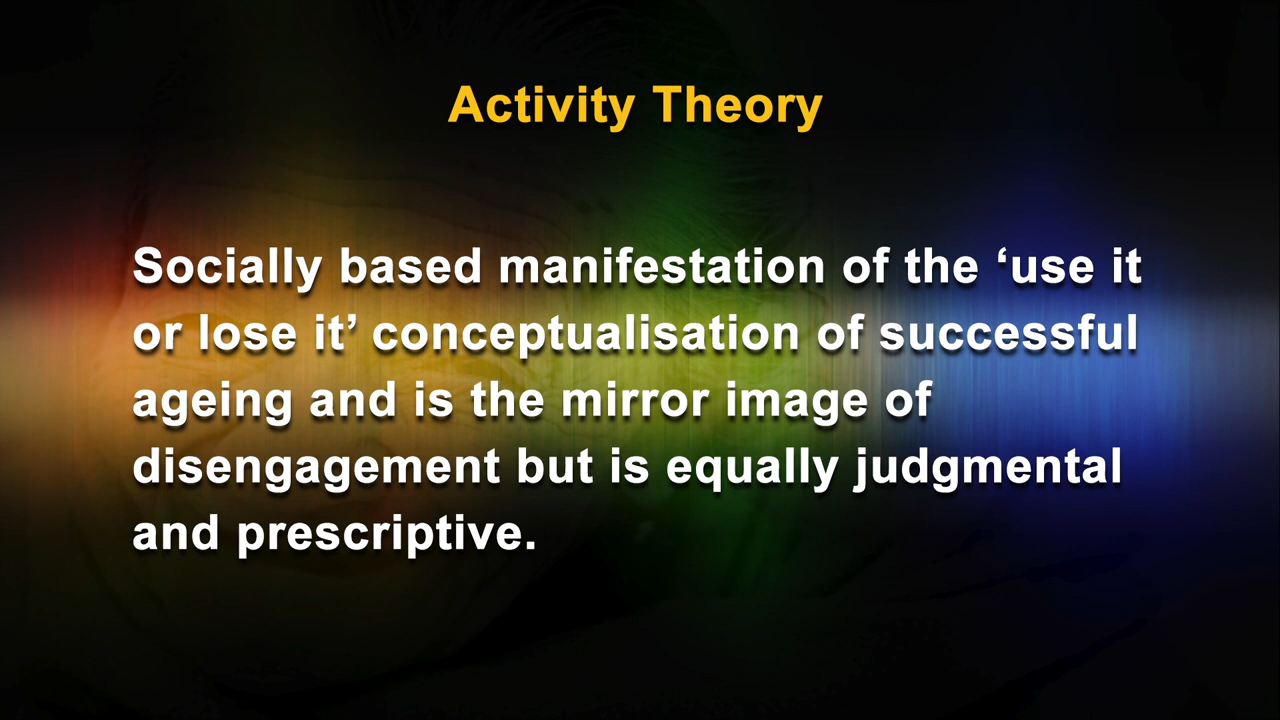 Activity Theory
Socially based manifestation of the ‘use it
or lose it’ conceptualisation of successful
ageing and is the mirror image of
disengagement but is equally judgmental
and prescriptive.